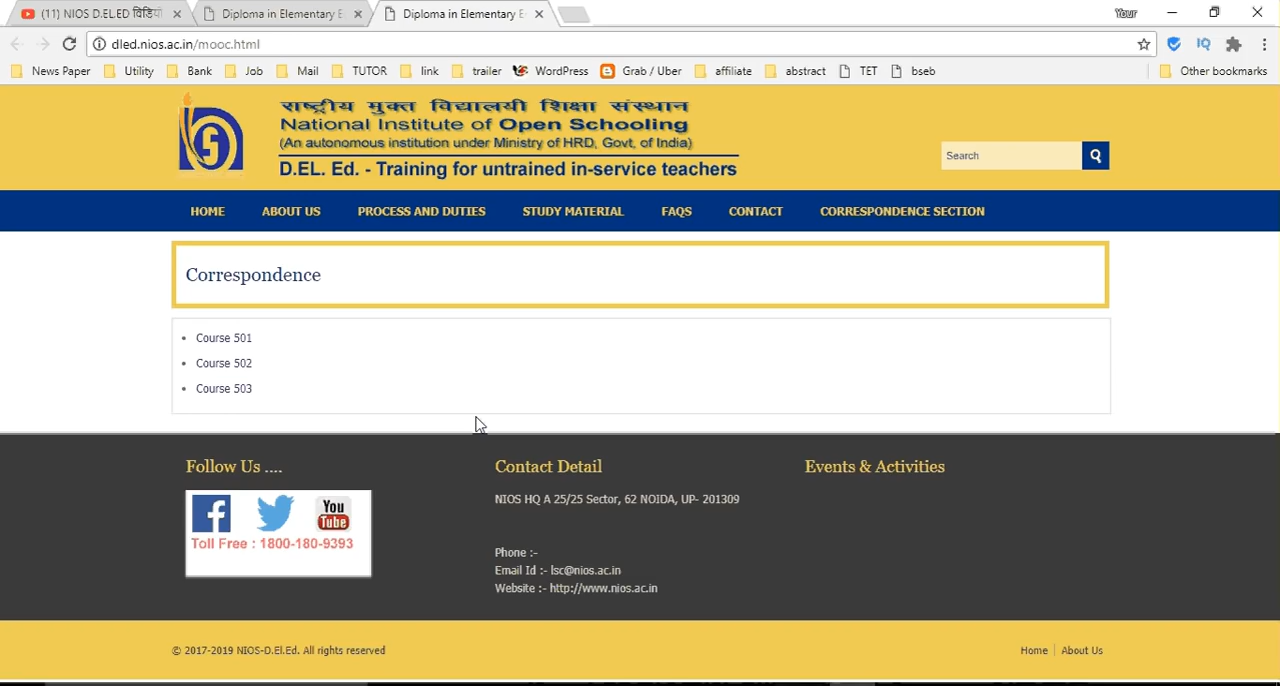 (11) NIOS D.EL.ED विडियो
Diploma in Elementary E
Diploma in Elementary E
Your
dled.nios.ac.in/mooc.html
IQ
News Paper
Utility
Bank
Job
Mail
TUTOR
link
trailer
WordPress
Grab / Uber
affiliate
abstract
TET
bseb
Other bookmarks
राष्ट्रीय मुक्त विद्यालयी शिक्षा संस्थान
National Institute of Open Schooling
(An autonomous institution under Ministry of HRD, Govt, of India)
D.EL. Ed. - Training for untrained in-service teachers
Search
HOME
ABOUT US
PROCESS AND DUTIES
STUDY MATERIAL
FAQS
CONTACT
CORRESPONDENCE SECTION
Correspondence
Course 501
Course 502
Course 503
Follow Us ....
You
Tube
Toll Free : 1800-180-9393
Contact Detail
NIOS HQ A 25/25 Sector, 62 NOIDA, UP- 201309
Phone :-
Email Id :- lsc@nios.ac.in
Website :- http://www.nios.ac.in
Events & Activities
© 2017-2019 NIOS-D.El.Ed. All rights reserved
Home
About Us